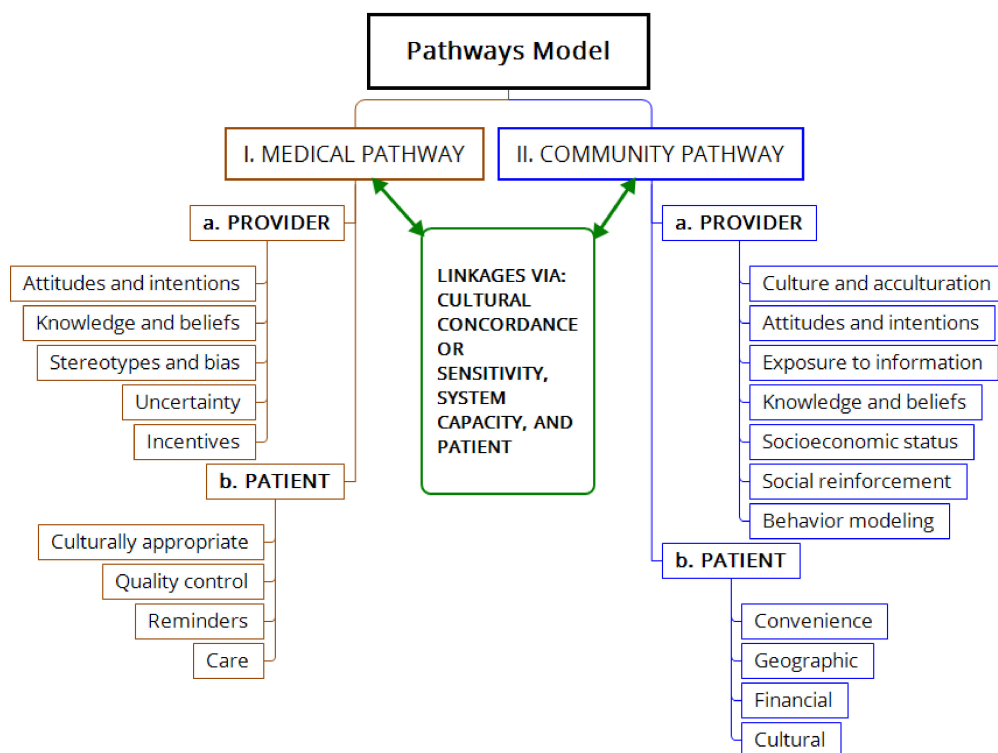 Pathways Model
I. MEDICAL PATHWAY
II. COMMUNITY PATHWAY
a. PROVIDER
Attitudes and intentions
Knowledge and beliefs
Stereotypes and bias
Uncertainty
Incentives
b. PATIENT
Culturally appropriate
Quality control
Reminders
Care
LINKAGES VIA:
CULTURAL
CONCORDANCE
OR
SENSITIVITY,
SYSTEM
CAPACITY, AND
PATIENT
a. PROVIDER
Culture and acculturation
Attitudes and intentions
Exposure to information
Knowledge and beliefs
Socioeconomic status
Social reinforcement
Behavior modeling
b. PATIENT
Convenience
Geographic
Financial
Cultural